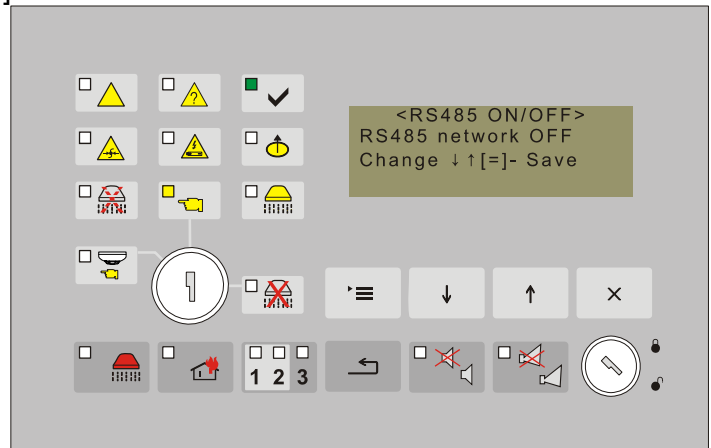 ]
?
<RS485 ON/OFF>
RS485 network OFF
Change ↓↑[=]- Save
1 2 3